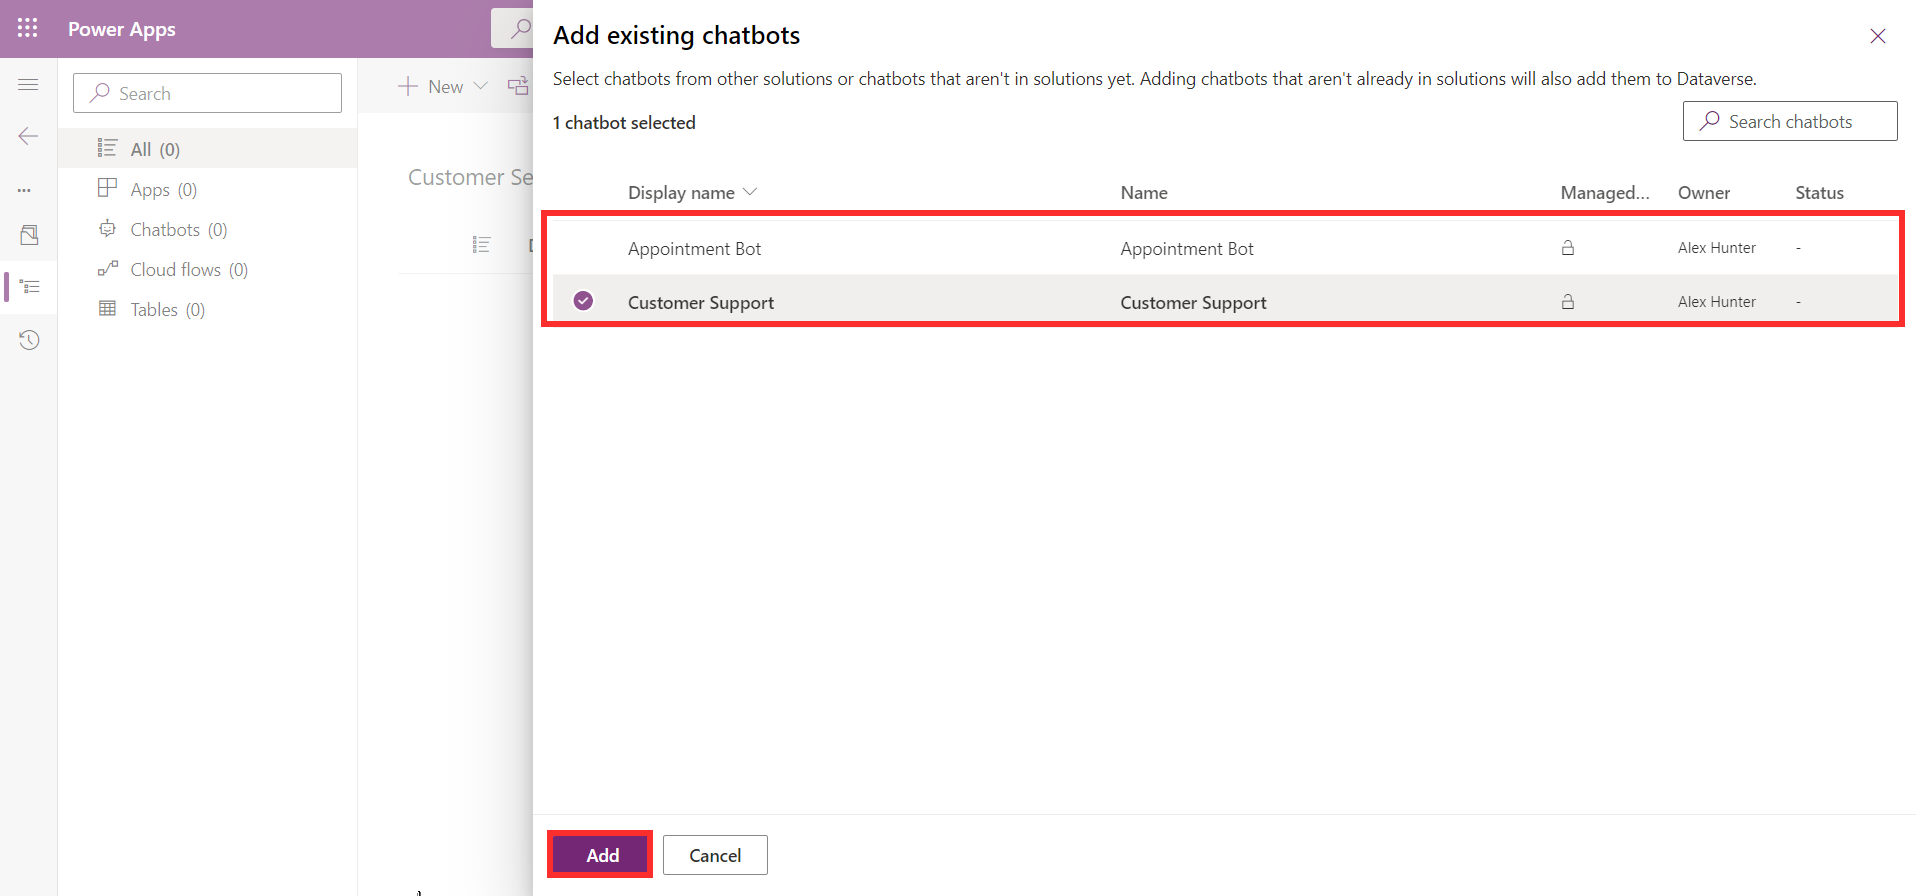 Power Apps
Search
All (0)
Apps (0)
Chatbots (0)
Cloud flows (0)
Tables (0)
New
Customer Se
Add existing chatbots
Select chatbots from other solutions or chatbots that aren't in solutions yet. Adding chatbots that aren't already in solutions will also add them to Dataverse.
1 chatbot selected
Search chatbots
Display name Name Managed... Owner Status
Appointment Bot Appointment Bot Alex Hunter -
Customer Support Customer Support Alex Hunter -
Add Cancel